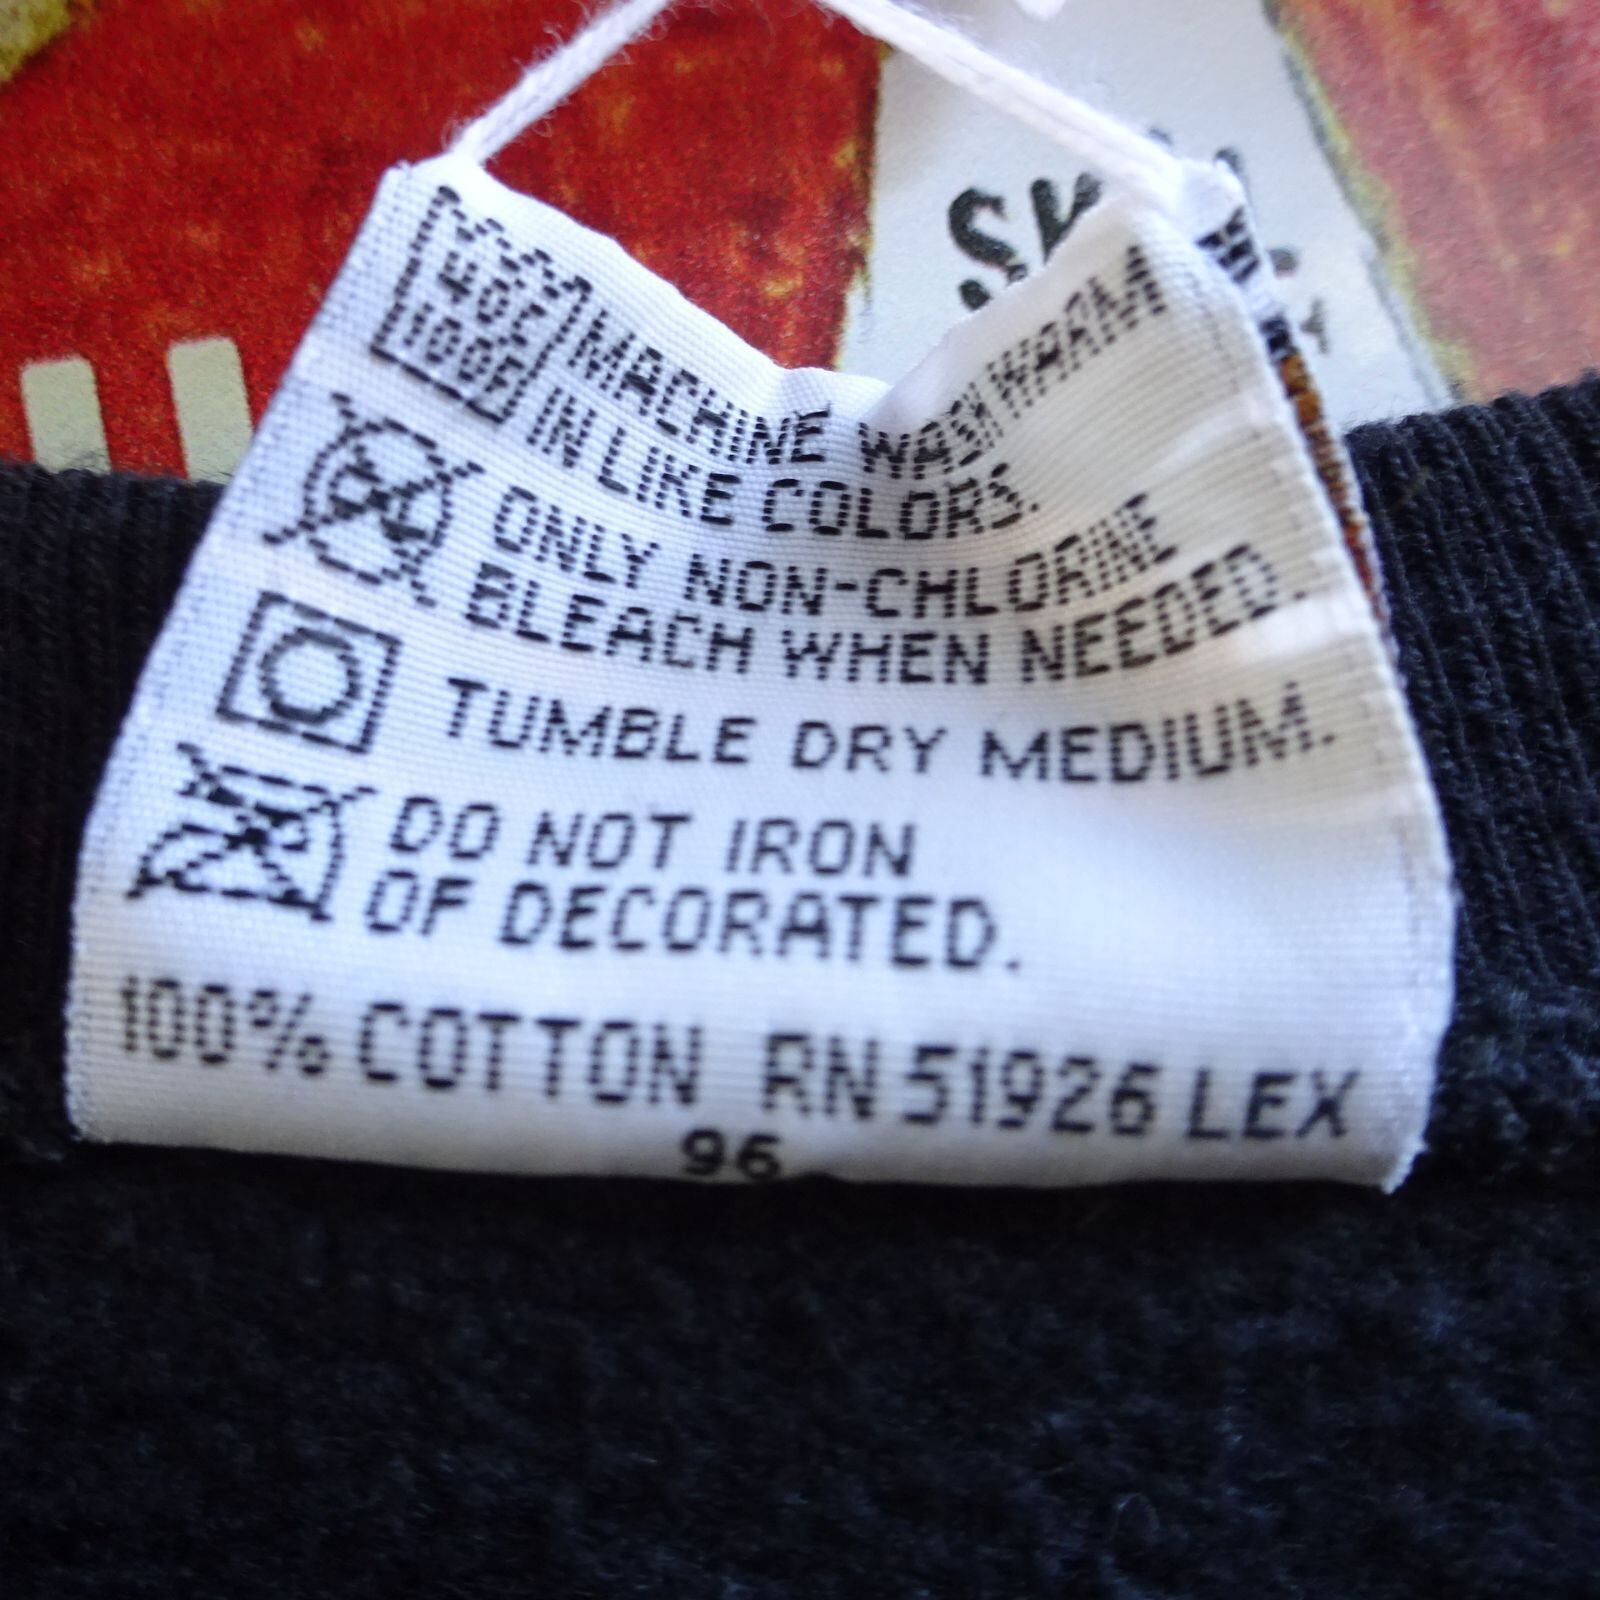 40C
100F
MACHINE WASH WARM
IN LIKE COLORS.
ONLY NON-CHLORINE
BLEACH WHEN NEEDED.
TUMBLE DRY MEDIUM.
DO NOT IRON
OF DECORATED.
100% COTTON RN 51926 LEX
96